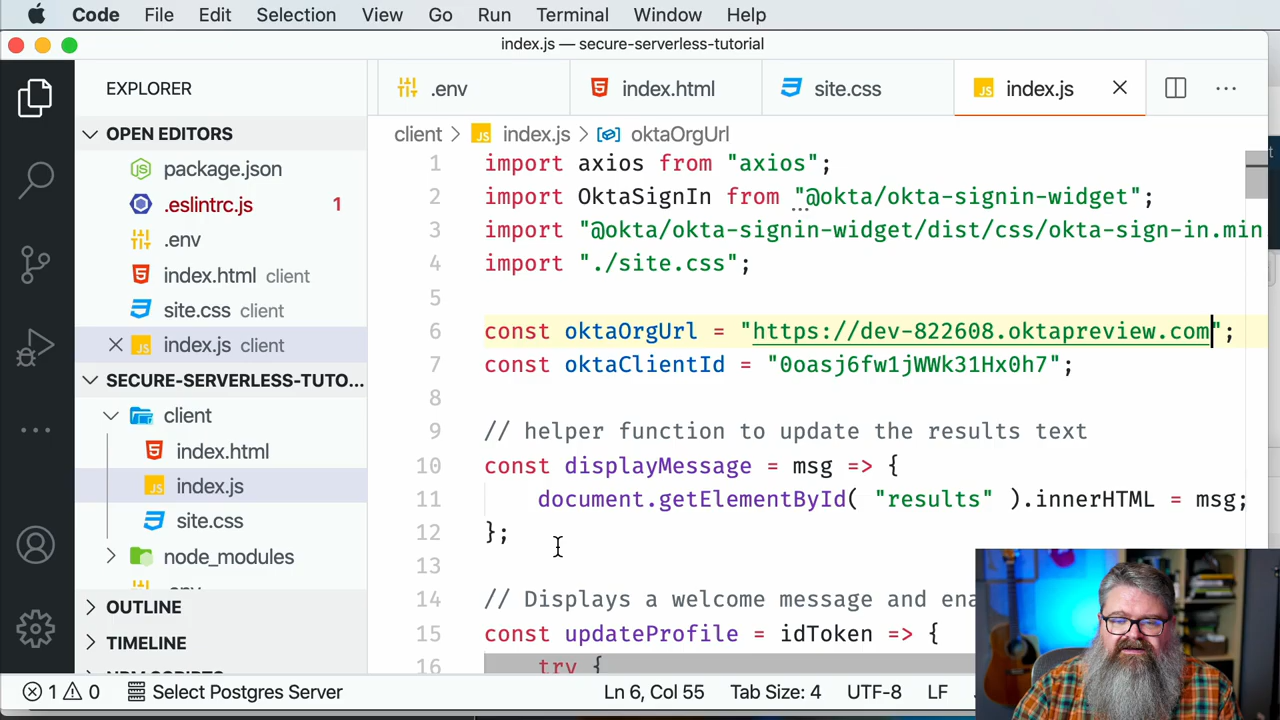 Code File Edit Selection View Go Run Terminal Window Help
index.js — secure-serverless-tutorial
EXPLORER
OPEN EDITORS
package.json
.eslintrc.js 1
.env
index.html client
site.css client
index.js client
SECURE-SERVERLESS-TUTO...
client
index.html
index.js
site.css
node_modules
OUTLINE
TIMELINE
.env index.html site.css index.js
client > index.js > oktaOrgUrl
1 import axios from "axios";
2 import OktaSignIn from "@okta/okta-signin-widget";
3 import "@okta/okta-signin-widget/dist/css/okta-sign-in.min
4 import "./site.css";
5
6 const oktaOrgUrl = "https://dev-822608.oktapreview.com";
7 const oktaClientId = "0oasj6fw1jWWk31Hx0h7";
8
9 // helper function to update the results text
10 const displayMessage = msg => {
11 document.getElementById( "results" ).innerHTML = msg;
12 };
13
14 // Displays a welcome message and ena
15 const updateProfile = idToken => {
16 try {
1 0 Select Postgres Server Ln 6, Col 55 Tab Size: 4 UTF-8 LF